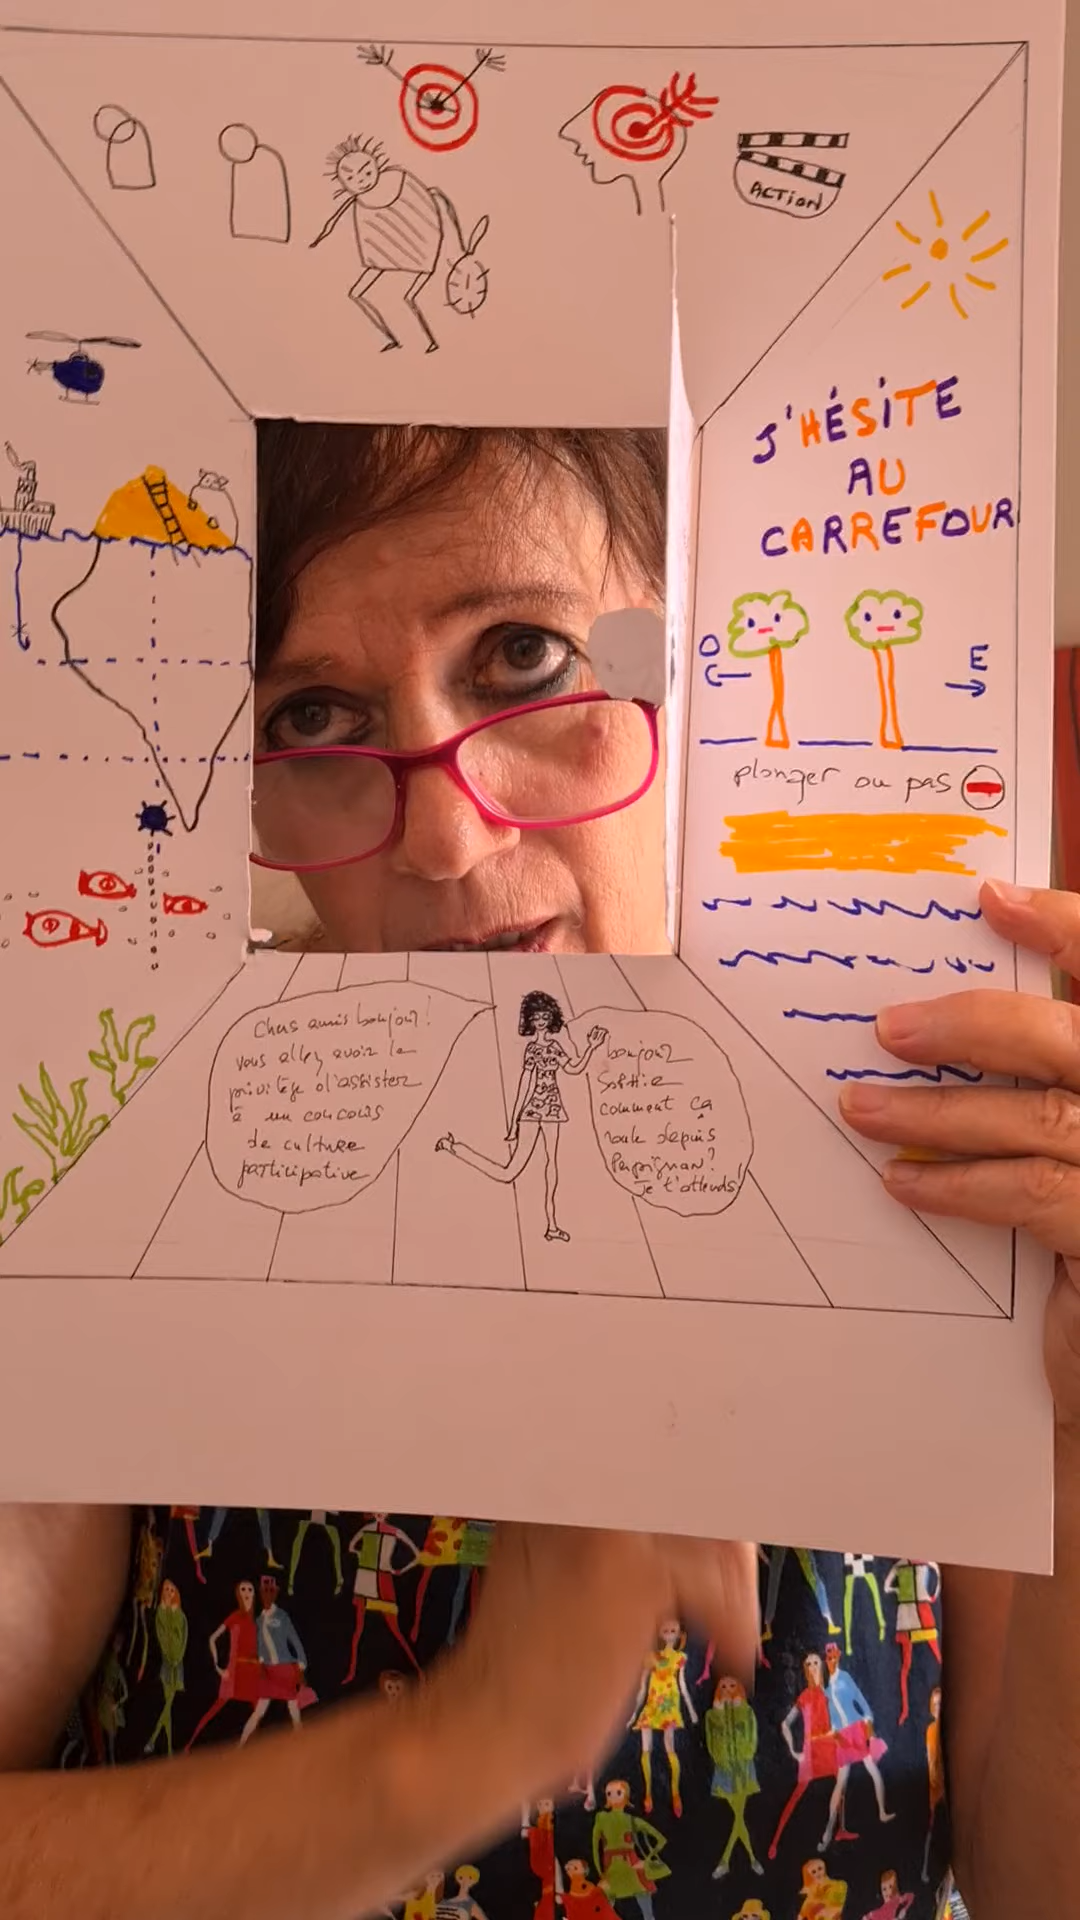 ACTION
J'HÉSITE
AU
CARREFOUR
O
E
plonger ou pas
Chers amis bonjour!
vous allez avoir le
privilège d'assister
à un concours
de culture
participative
bonjour
Sophie
comment ça
roule depuis
Perpignan?
Je t'attends!